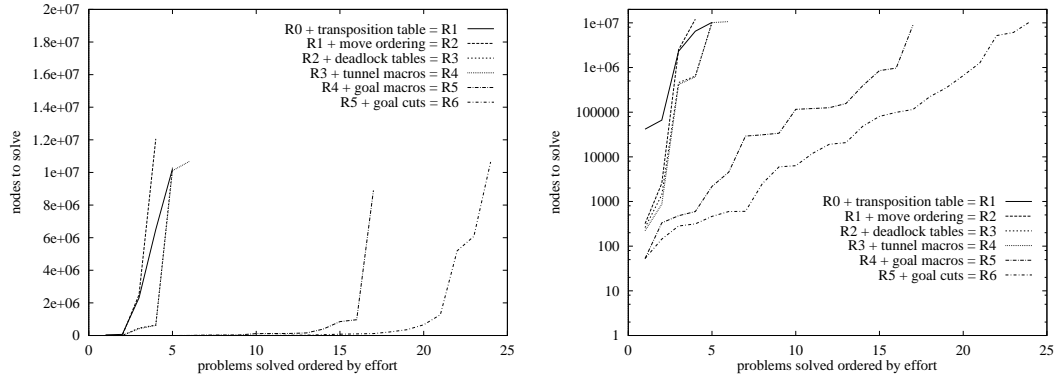 2e+07
1.8e+07
1.6e+07
1.4e+07
1.2e+07
1e+07
8e+06
6e+06
4e+06
2e+06
0
nodes to solve
R0 + transposition table = R1
R1 + move ordering = R2
R2 + deadlock tables = R3
R3 + tunnel macros = R4
R4 + goal macros = R5
R5 + goal cuts = R6
0 5 10 15 20 25
problems solved ordered by effort
1e+07
1e+06
100000
10000
1000
100
10
1
nodes to solve
R0 + transposition table = R1
R1 + move ordering = R2
R2 + deadlock tables = R3
R3 + tunnel macros = R4
R4 + goal macros = R5
R5 + goal cuts = R6
0 5 10 15 20 25
problems solved ordered by effort